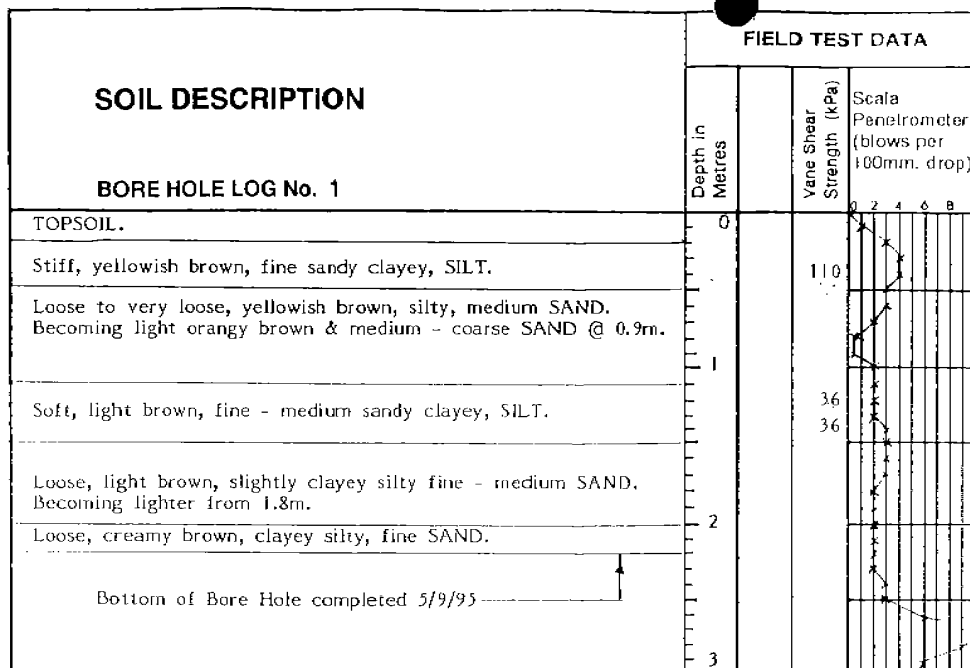 FIELD TEST DATA
SOIL DESCRIPTION
BORE HOLE LOG No. 1
Depth in
Metres
Vane Shear
Strength (kPa)
Scala
Penetrometer
(blows per
100mm. drop)
0 2 4 6 8
TOPSOIL.
0
Stiff, yellowish brown, fine sandy clayey, SILT.
110
Loose to very loose, yellowish brown, silty, medium SAND.
Becoming light orangy brown & medium - coarse SAND @ 0.9m.
1
Soft, light brown, fine - medium sandy clayey, SILT.
36
36
Loose, light brown, slightly clayey silty fine - medium SAND.
Becoming lighter from 1.8m.
2
Loose, creamy brown, clayey silty, fine SAND.
Bottom of Bore Hole completed 5/9/95
3